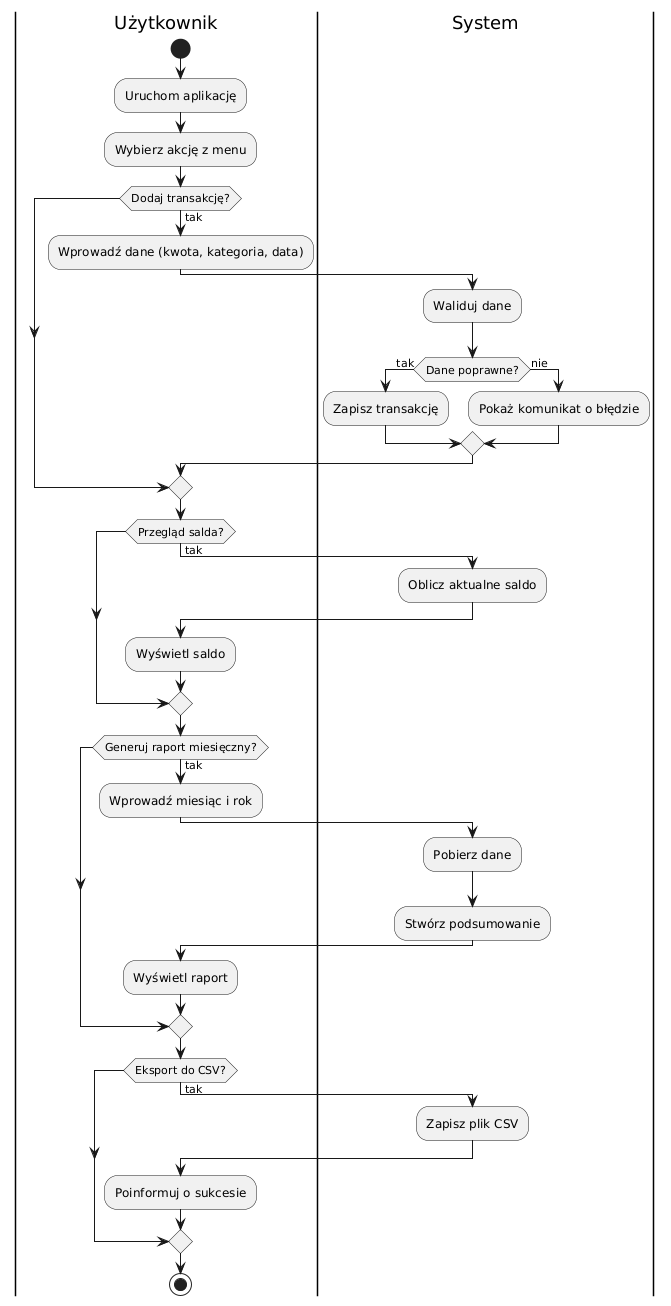 Użytkownik
System
Uruchom aplikację
Wybierz akcję z menu
Dodaj transakcję?
tak
Wprowadź dane (kwota, kategoria, data)
Waliduj dane
tak
Dane poprawne?
nie
Zapisz transakcję
Pokaż komunikat o błędzie
Przegląd salda?
tak
Oblicz aktualne saldo
Wyświetl saldo
Generuj raport miesięczny?
tak
Wprowadź miesiąc i rok
Pobierz dane
Stwórz podsumowanie
Wyświetl raport
Eksport do CSV?
tak
Zapisz plik CSV
Poinformuj o sukcesie